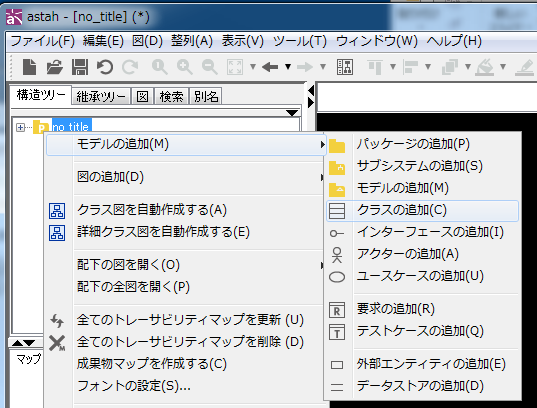 astah - [no_title] (*)
ファイル(F) 編集(E) 図(D) 整列(A) 表示(V) ツール(T) ウィンドウ(W) ヘルプ(H)
構造ツリー 継承ツリー 図 検索 別名
no_title
モデルの追加(M)
図の追加(D)
クラス図を自動作成する(A)
詳細クラス図を自動作成する(E)
配下の図を開く(O)
配下の全図を開く(P)
全てのトレーサビリティマップを更新 (U)
全てのトレーサビリティマップを削除 (D)
成果物マップを作成する(C)
フォントの設定(S)...
マップ
パッケージの追加(P)
サブシステムの追加(S)
モデルの追加(M)
クラスの追加(C)
インターフェースの追加(I)
アクターの追加(A)
ユースケースの追加(U)
R 要求の追加(R)
T テストケースの追加(Q)
外部エンティティの追加(E)
データストアの追加(D)